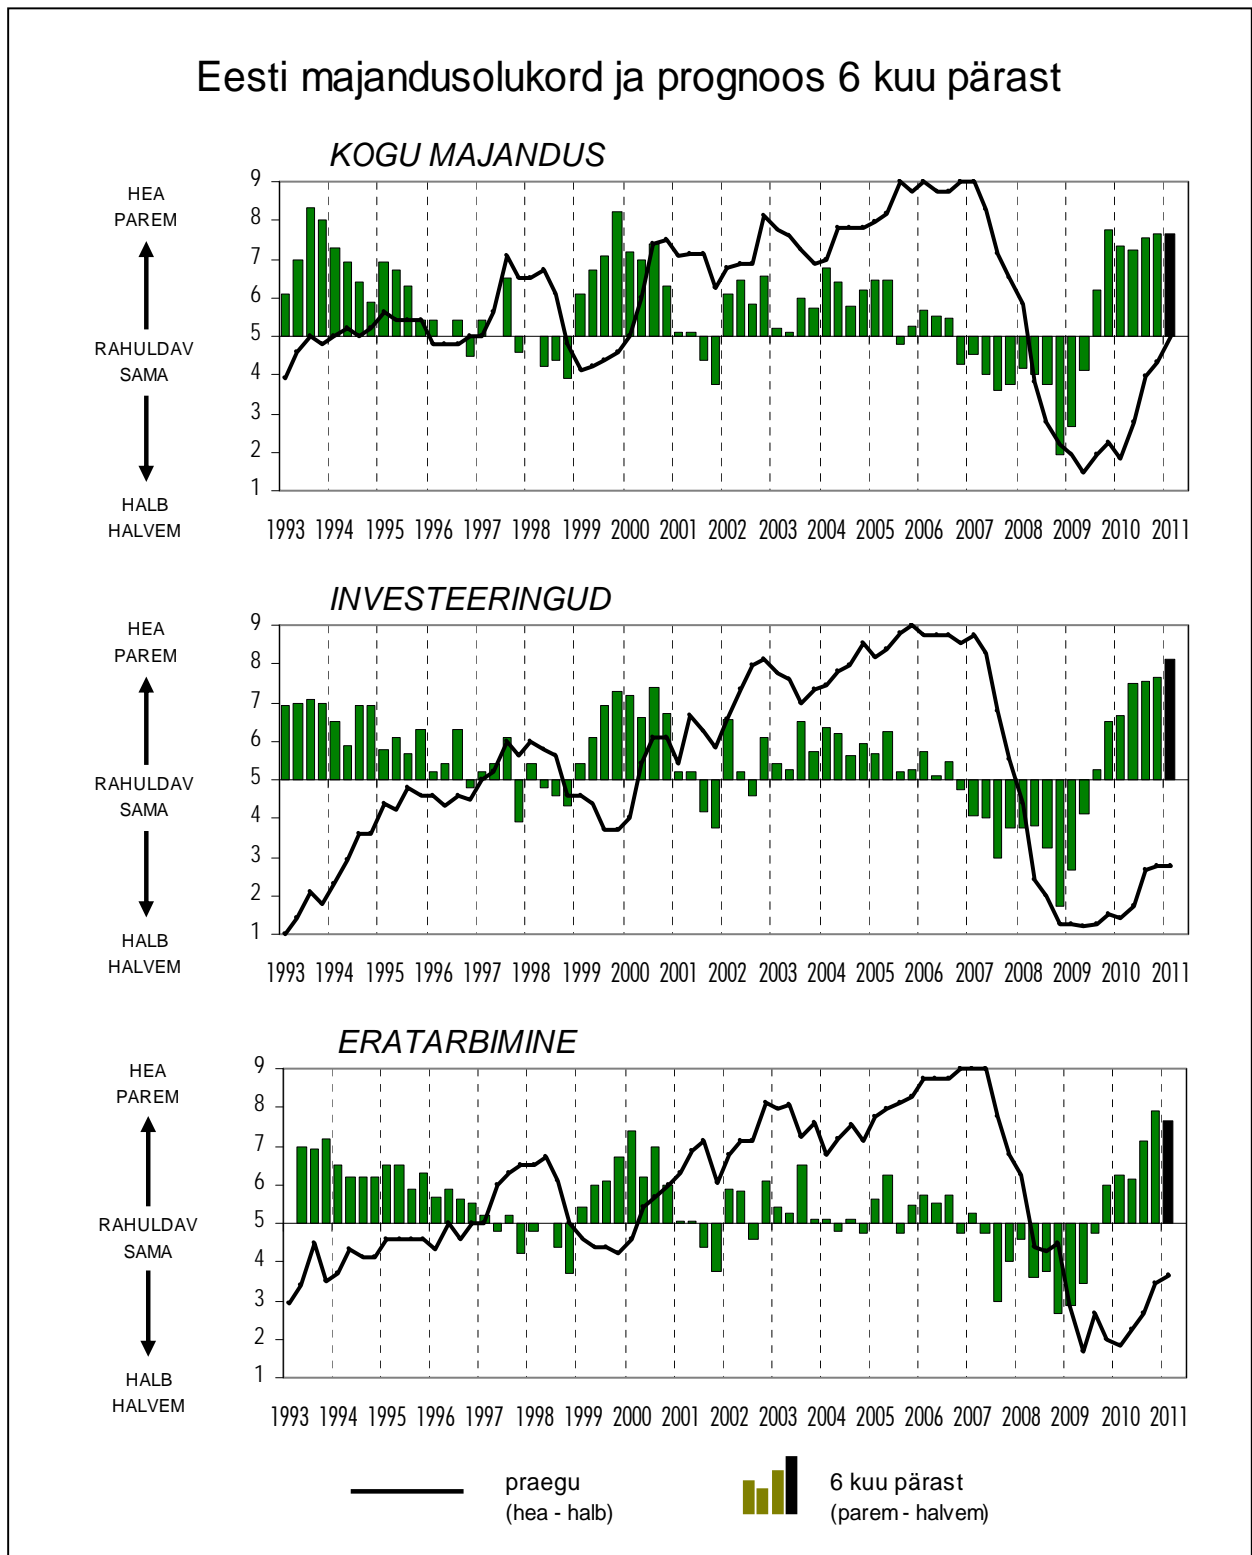 Eesti majandusolukord ja prognoos 6 kuu pärast
KOGU MAJANDUS
HEA
PAREM
RAHULDAV
SAMA
HALB
HALVEM
9
8
7
6
5
4
3
2
1
1993 1994 1995 1996 1997 1998 1999 2000 2001 2002 2003 2004 2005 2006 2007 2008 2009 2010 2011
INVESTEERINGUD
HEA
PAREM
RAHULDAV
SAMA
HALB
HALVEM
9
8
7
6
5
4
3
2
1
1993 1994 1995 1996 1997 1998 1999 2000 2001 2002 2003 2004 2005 2006 2007 2008 2009 2010 2011
ERATARBIMINE
HEA
PAREM
RAHULDAV
SAMA
HALB
HALVEM
9
8
7
6
5
4
3
2
1
1993 1994 1995 1996 1997 1998 1999 2000 2001 2002 2003 2004 2005 2006 2007 2008 2009 2010 2011
praegu
(hea - halb)
6 kuu pärast
(parem - halvem)